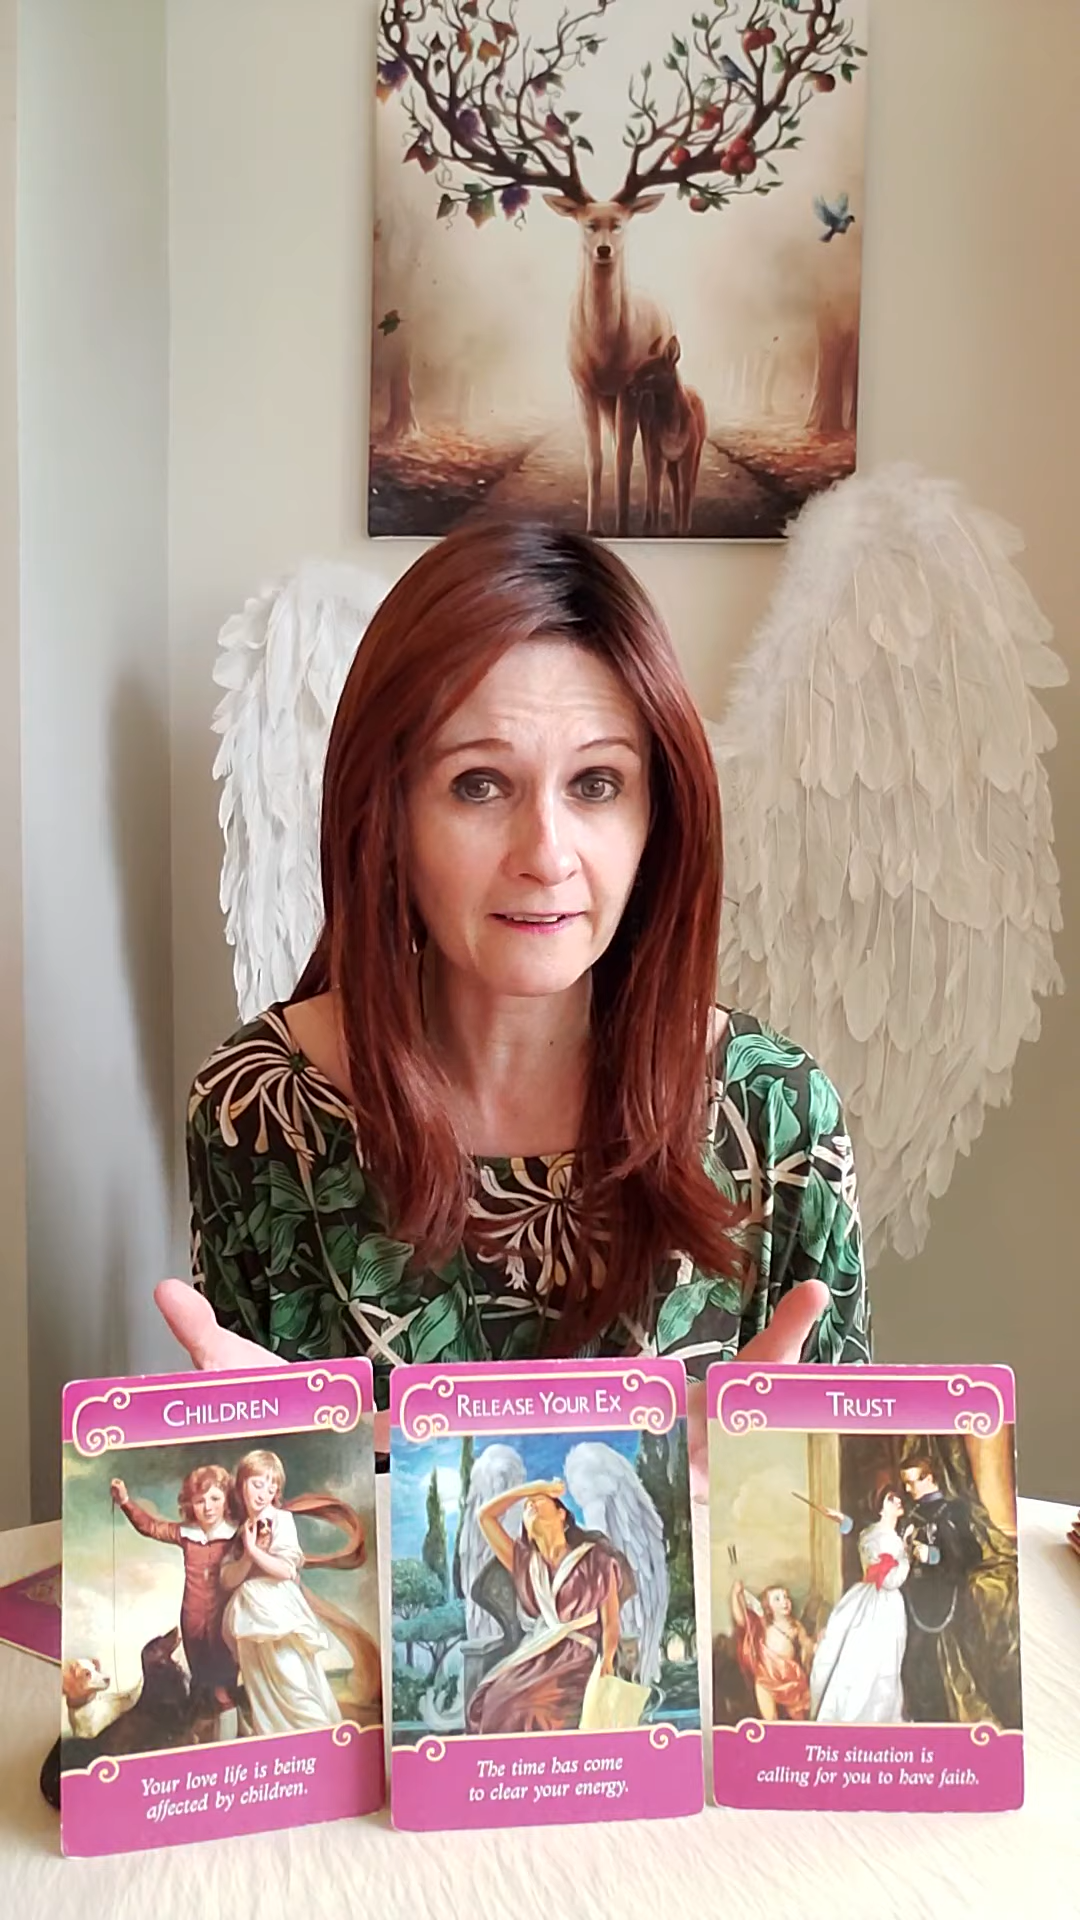 CHILDREN
Your love life is being
affected by children.
RELEASE YOUR EX
The time has come
to clear your energy.
TRUST
This situation is
calling for you to have faith.